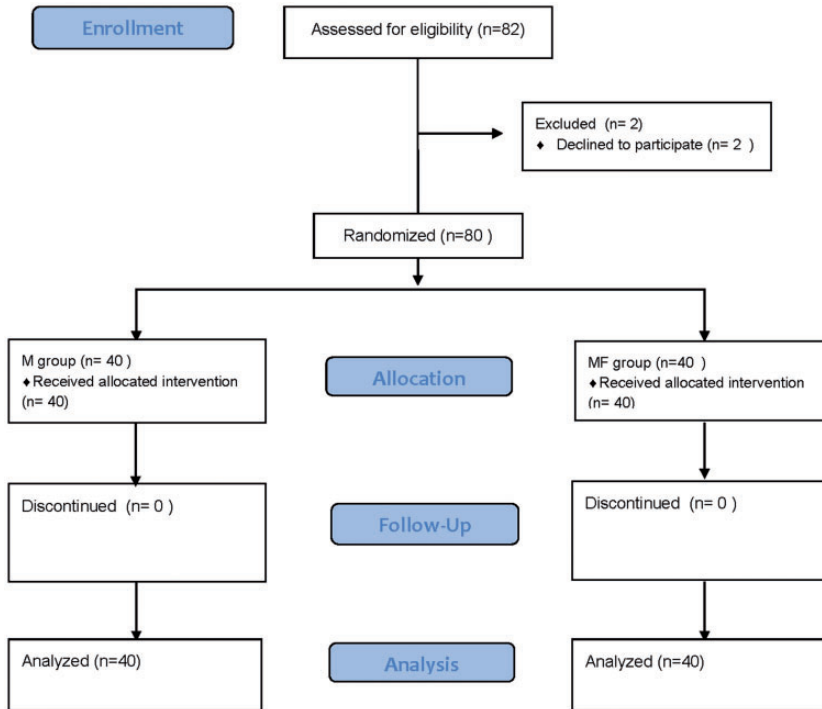 Enrollment
Assessed for eligibility (n=82)
Excluded (n= 2)
♦ Declined to participate (n= 2 )
Randomized (n=80 )
M group (n= 40 )
♦Received allocated intervention
(n= 40)
Allocation
MF group (n=40 )
♦Received allocated intervention
(n= 40)
Discontinued (n= 0 )
Follow-Up
Discontinued (n= 0 )
Analyzed (n=40)
Analysis
Analyzed (n=40)